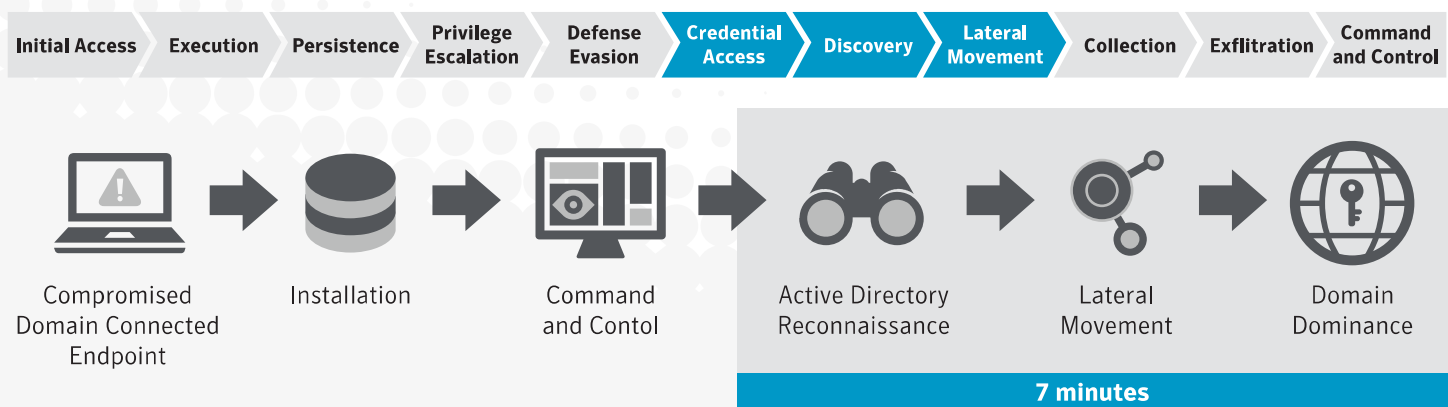 Initial Access
Execution
Persistence
Privilege
Escalation
Defense
Evasion
Credential
Access
Discovery
Lateral
Movement
Collection
Exflitration
Command
and Control
Compromised
Domain Connected
Endpoint
Installation
Command
and Contol
Active Directory
Reconnaissance
Lateral
Movement
Domain
Dominance
7 minutes